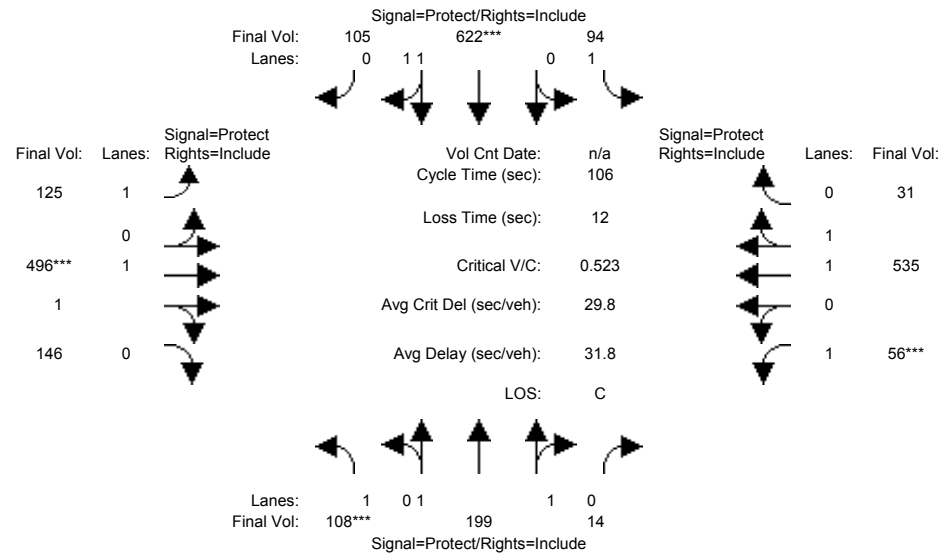 Signal=Protect/Rights=Include
Final Vol: 105 622*** 94
Lanes: 0 1 1 0 1
Signal=Protect
Final Vol: Lanes: Rights=Include
Vol Cnt Date: n/a
Signal=Protect
Rights=Include Lanes: Final Vol:
Cycle Time (sec): 106
125 1
0 31
Loss Time (sec): 12
0
1
496*** 1
Critical V/C: 0.523
1 535
1
Avg Crit Del (sec/veh): 29.8
0
146 0
Avg Delay (sec/veh): 31.8
1 56***
LOS: C
Lanes: 1 0 1 1 0
Final Vol: 108*** 199 14
Signal=Protect/Rights=Include